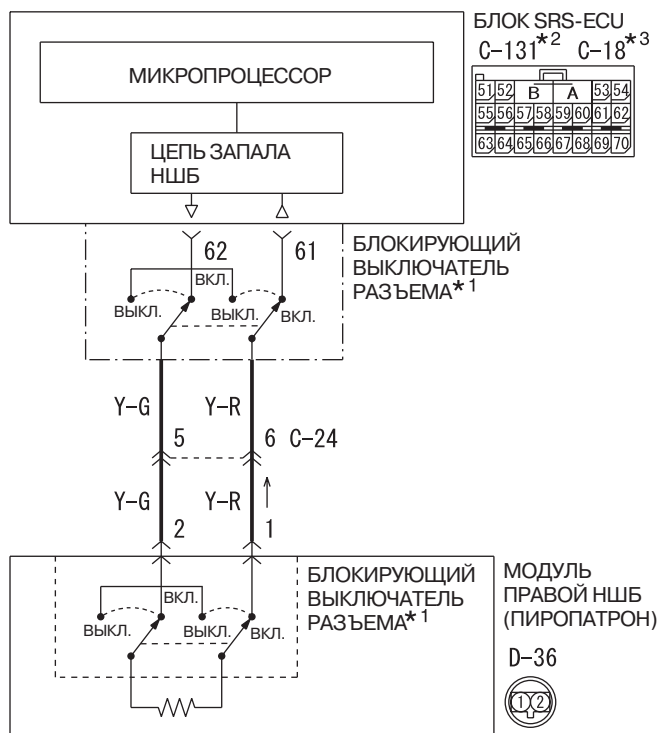 БЛОК SRS-ECU
C-131*2 C-18*3
51 52 B A 53 54
55 56 57 58 59 60 61 62
63 64 65 66 67 68 69 70
МИКРОПРОЦЕССОР
ЦЕПЬ ЗАПАЛА
НШБ
62 61
БЛОКИРУЮЩИЙ
ВЫКЛЮЧАТЕЛЬ
РАЗЪЕМА*1
ВКЛ.
ВЫКЛ. ВЫКЛ. ВКЛ.
Y-G Y-R
5 6 C-24
Y-G Y-R
2 1
БЛОКИРУЮЩИЙ
ВЫКЛЮЧАТЕЛЬ
РАЗЪЕМА*1
ВКЛ.
ВЫКЛ. ВЫКЛ. ВКЛ.
МОДУЛЬ
ПРАВОЙ НШБ
(ПИРОПАТРОН)
D-36
1 2